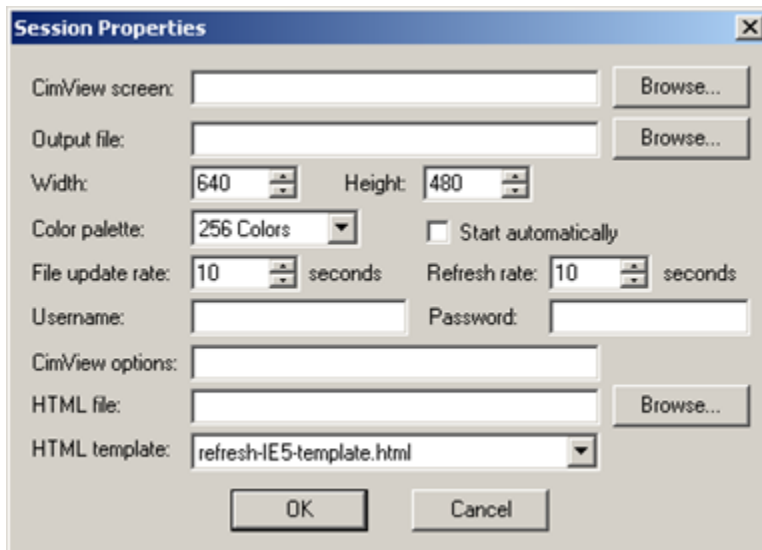 Session Properties
CimView screen: Browse...
Output file: Browse...
Width: 640 Height: 480
Color palette: 256 Colors Start automatically
File update rate: 10 seconds Refresh rate: 10 seconds
Username: Password:
CimView options:
HTML file: Browse...
HTML template: refresh-IE5-template.html
OK Cancel